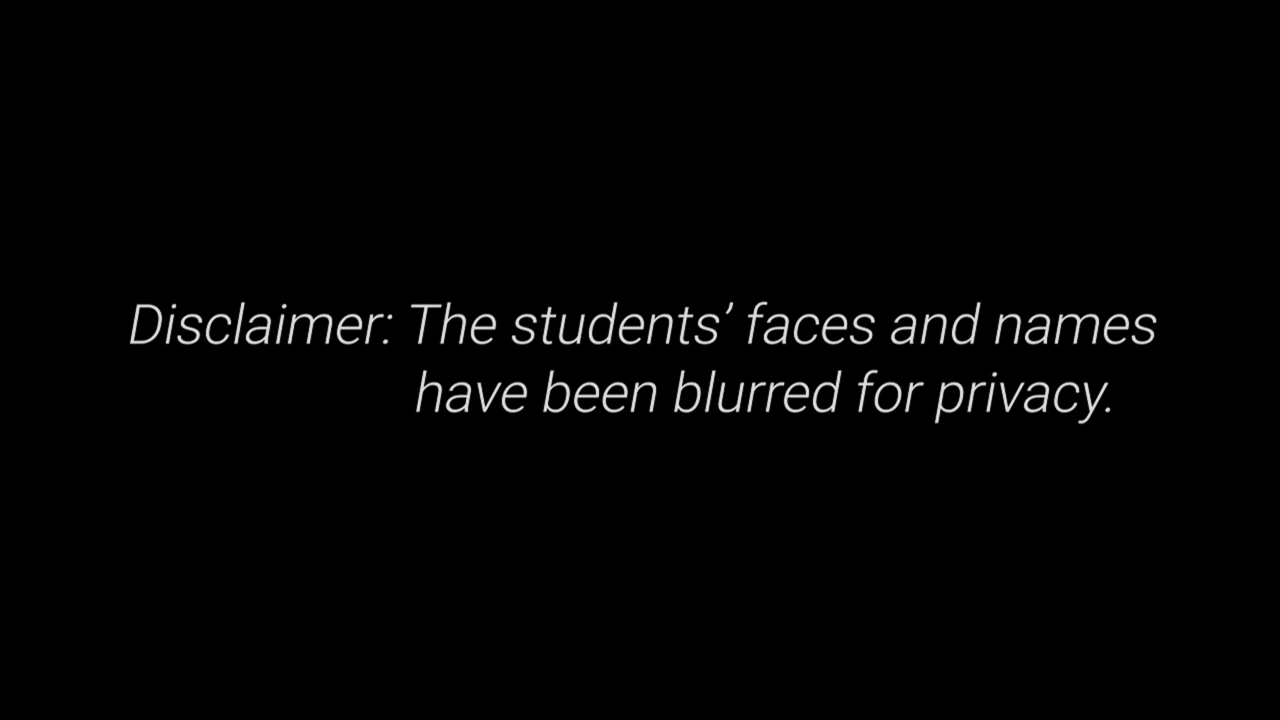 Disclaimer: The students’ faces and names
have been blurred for privacy.